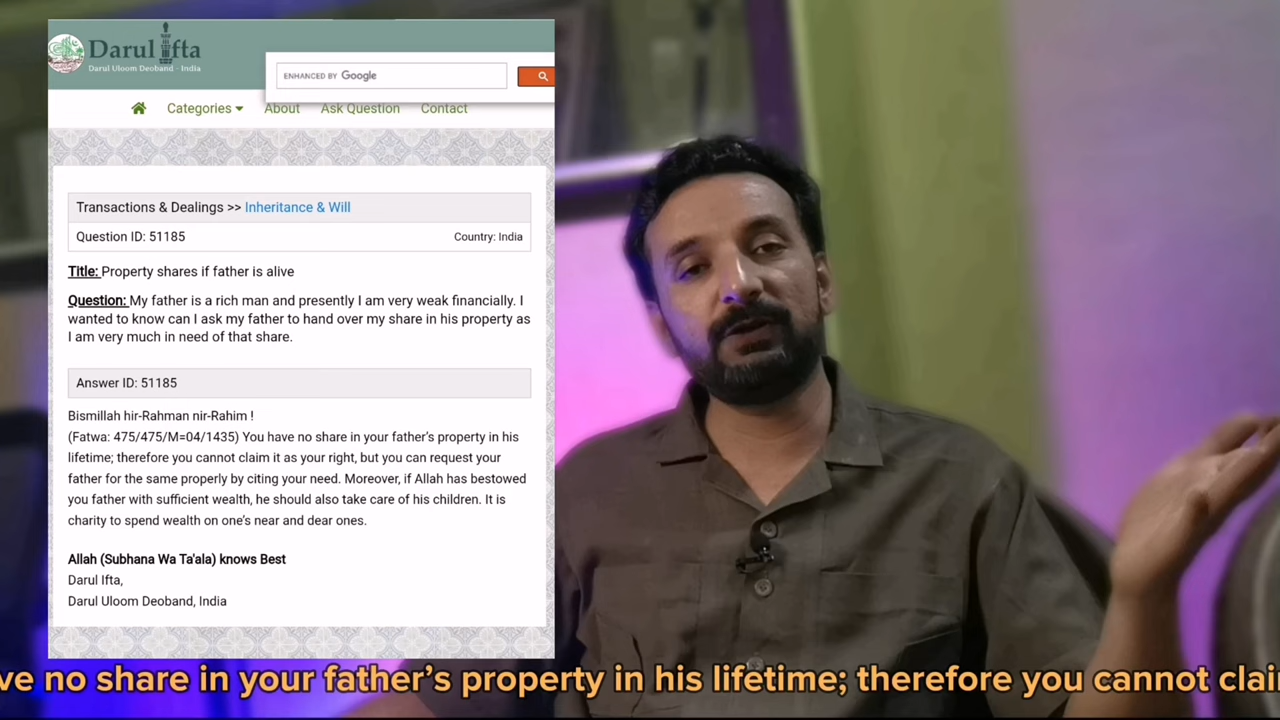 Darul Ifta
Darul Uloom Deoband - India
ENHANCED BY Google
Categories
About
Ask Question
Contact
Transactions & Dealings >> Inheritance & Will
Question ID: 51185
Country: India
Title: Property shares if father is alive
Question: My father is a rich man and presently I am very weak financially. I
wanted to know can I ask my father to hand over my share in his property as
I am very much in need of that share.
Answer ID: 51185
Bismillah hir-Rahman nir-Rahim !
(Fatwa: 475/475/M=04/1435) You have no share in your father's property in his
lifetime; therefore you cannot claim it as your right, but you can request your
father for the same properly by citing your need. Moreover, if Allah has bestowed
you father with sufficient wealth, he should also take care of his children. It is
charity to spend wealth on one's near and dear ones.
Allah (Subhana Wa Ta'ala) knows Best
Darul Ifta,
Darul Uloom Deoband, India
ve no share in your father's property in his lifetime; therefore you cannot clai